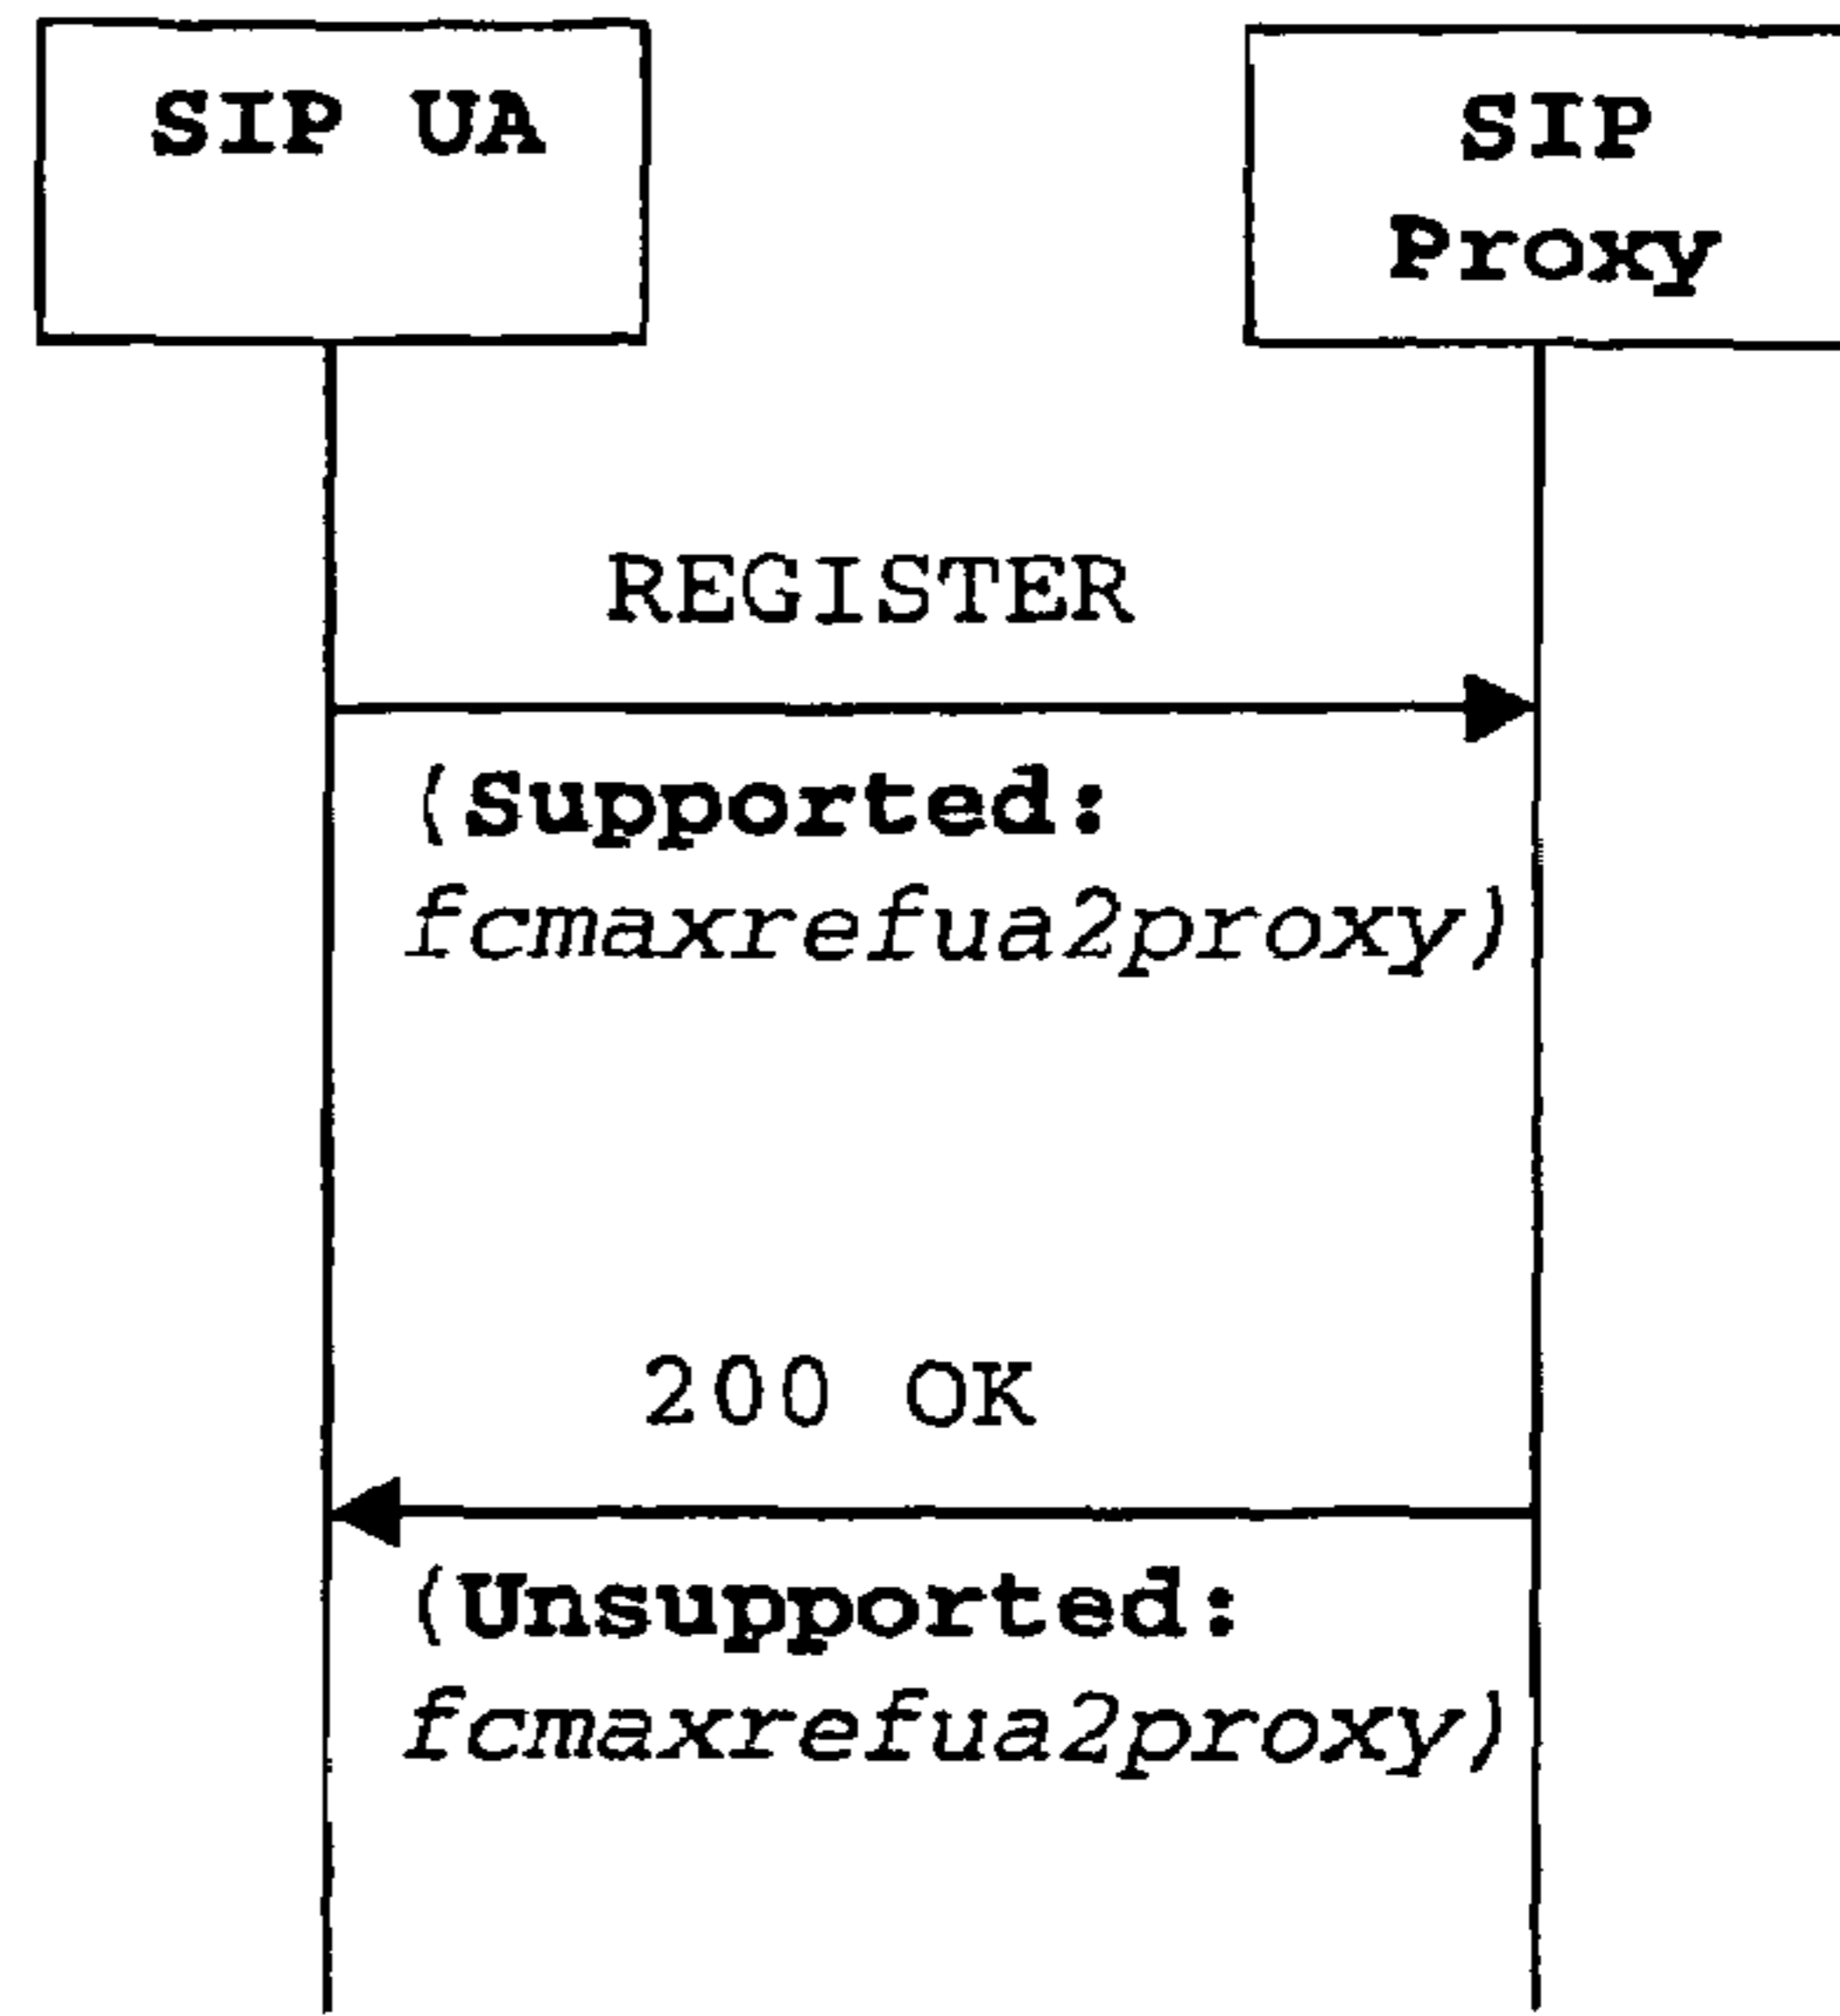 SIP UA
SIP
Proxy
REGISTER
(Supported:
fcmaxrefua2proxy)
200 OK
(Unsupported:
fcmaxrefua2proxy)